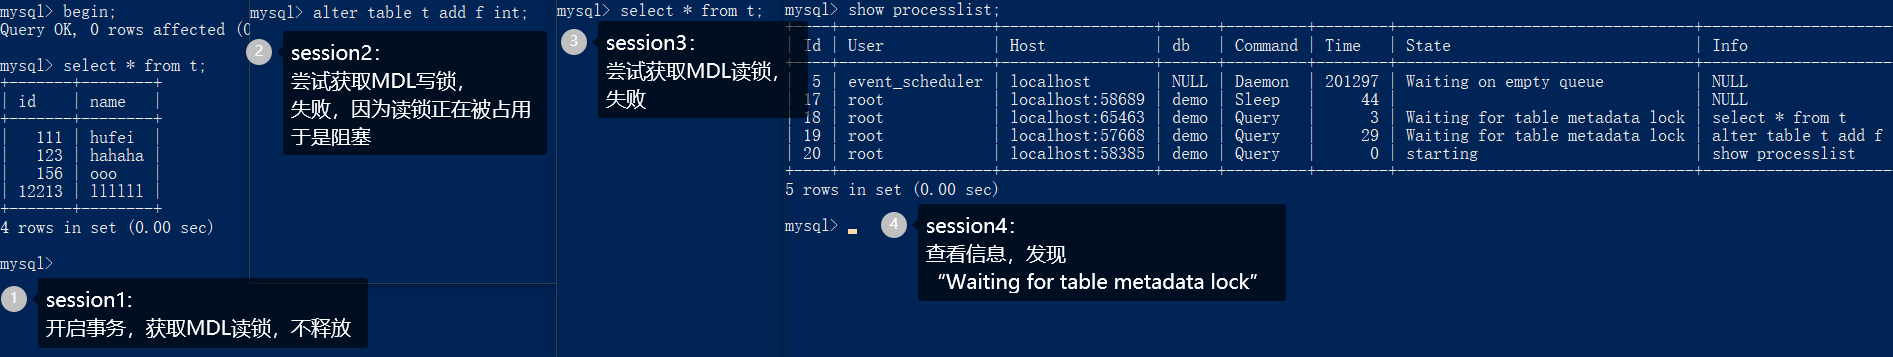 mysql> begin;
Query OK, 0 rows affected (0
mysql> select * from t;
+-------+--------+
| id | name |
+-------+--------+
| 111 | hufei |
| 123 | hahaha |
| 156 | ooo |
| 12213 | llllll |
+-------+--------+
4 rows in set (0.00 sec)
mysql>
1
session1：
开启事务，获取MDL读锁，不释放
mysql> alter table t add f int;
2
session2：
尝试获取MDL写锁，
失败，因为读锁正在被占用
于是阻塞
mysql> select * from t;
3
session3：
尝试获取MDL读锁，
失败
mysql> show processlist;
| Id | User | Host | db | Command | Time | State | Info
| 5 | event_scheduler | localhost | NULL | Daemon | 201297 | Waiting on empty queue | NULL
| 17 | root | localhost:58689 | demo | Sleep | 44 | | NULL
| 18 | root | localhost:65463 | demo | Query | 3 | Waiting for table metadata lock | select * from t
| 19 | root | localhost:57668 | demo | Query | 29 | Waiting for table metadata lock | alter table t add f
| 20 | root | localhost:58385 | demo | Query | 0 | starting | show processlist
5 rows in set (0.00 sec)
mysql>
4
session4：
查看信息，发现
“Waiting for table metadata lock”